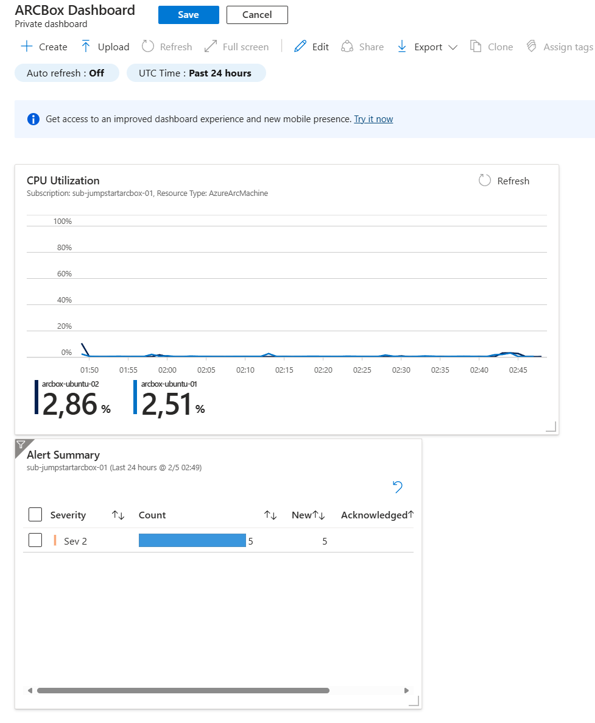 ARCBox Dashboard
Save
Cancel
Private dashboard
Create
Upload
Refresh
Full screen
Edit
Share
Export
Clone
Assign tags
Auto refresh : Off
UTC Time : Past 24 hours
Get access to an improved dashboard experience and new mobile presence. Try it now
CPU Utilization
Refresh
Subscription: sub-jumpstartarcbox-01, Resource Type: AzureArcMachine
100%
80%
60%
40%
20%
0%
01:50 01:55 02:00 02:05 02:10 02:15 02:20 02:25 02:30 02:35 02:40 02:45
arcbox-ubuntu-02
2,86 %
arcbox-ubuntu-01
2,51 %
Alert Summary
sub-jumpstartarcbox-01 (Last 24 hours @ 2/5 02:49)
Severity ↑↓ Count ↑↓ New↑↓ Acknowledged↑
Sev 2 5 5